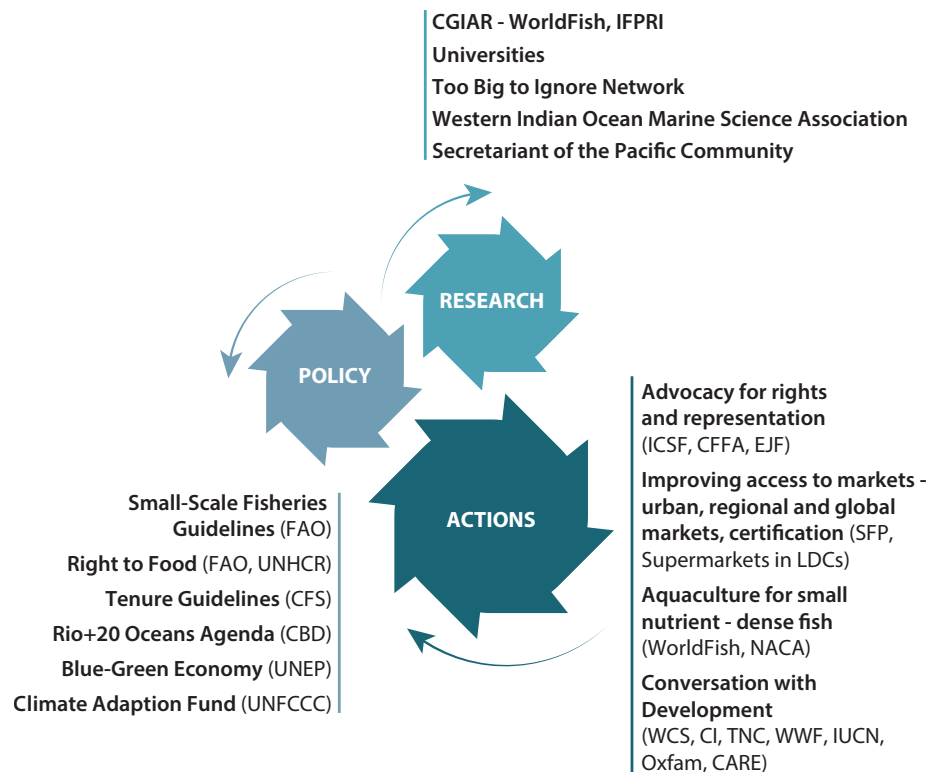 CGIAR - WorldFish, IFPRI
Universities
Too Big to Ignore Network
Western Indian Ocean Marine Science Association
Secretariant of the Pacific Community
RESEARCH
POLICY
ACTIONS
Small-Scale Fisheries
Guidelines (FAO)
Right to Food (FAO, UNHCR)
Tenure Guidelines (CFS)
Rio+20 Oceans Agenda (CBD)
Blue-Green Economy (UNEP)
Climate Adaption Fund (UNFCCC)
Advocacy for rights
and representation
(ICSF, CFFA, EJF)
Improving access to markets -
urban, regional and global
markets, certification (SFP,
Supermarkets in LDCs)
Aquaculture for small
nutrient - dense fish
(WorldFish, NACA)
Conversation with
Development
(WCS, CI, TNC, WWF, IUCN,
Oxfam, CARE)